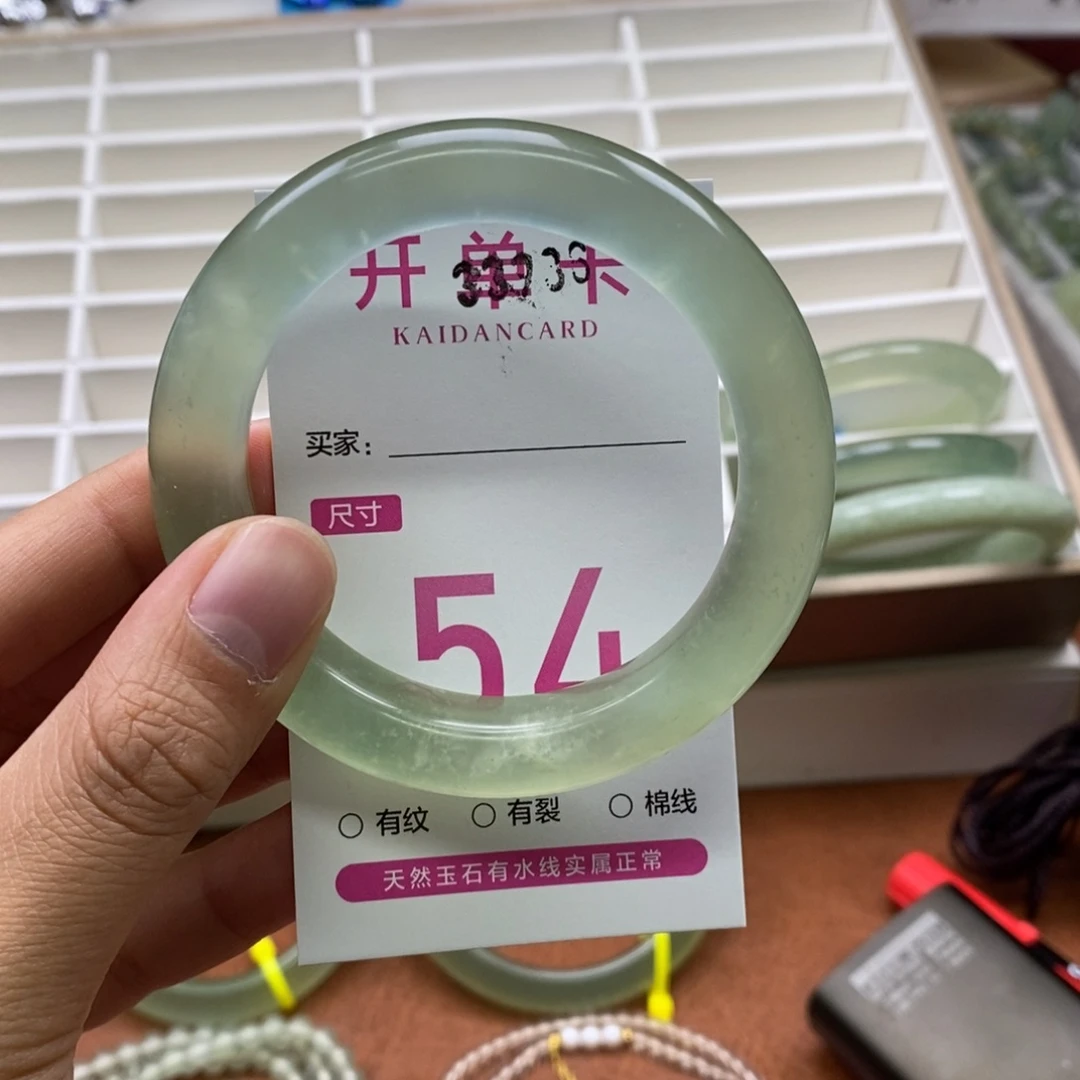 开单卡
KAIDANCARD
买家：
尺寸
54
○ 有纹 ○ 有裂 ○ 棉线
天然玉石有水线实属正常